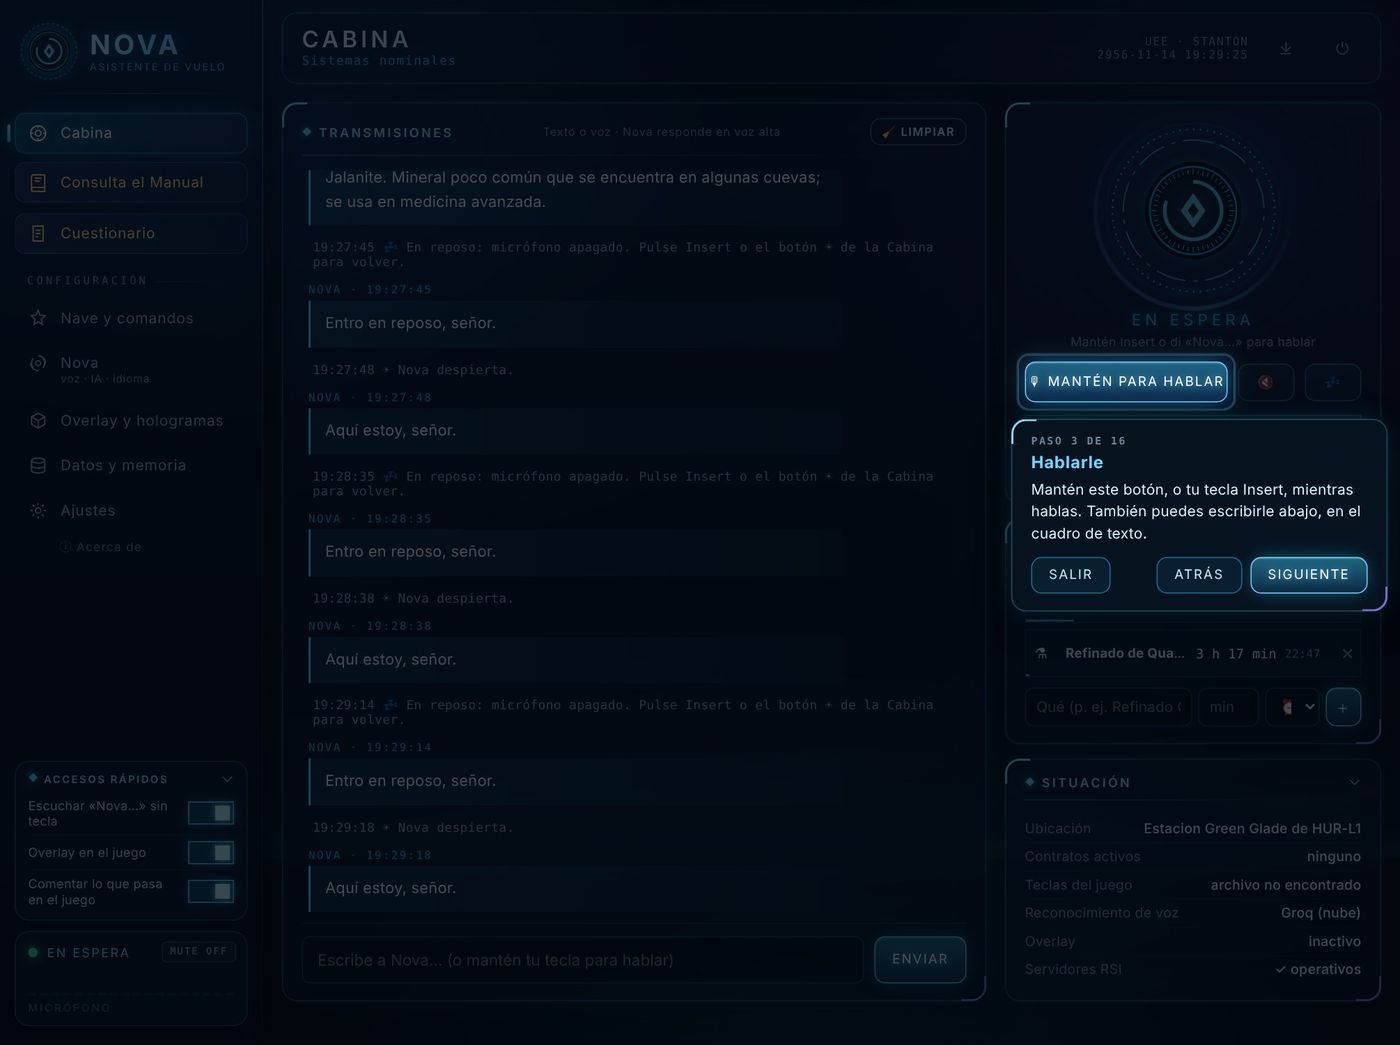 NOVA
ASISTENTE DE VUELO
Cabina
Consulta el Manual
Cuestionario
CONFIGURACIÓN
Nave y comandos
Nova
voz · IA · idioma
Overlay y hologramas
Datos y memoria
Ajustes
ⓘ Acerca de
ACCESOS RÁPIDOS
Escuchar «Nova...» sin
tecla
Overlay en el juego
Comentar lo que pasa
en el juego
EN ESPERA
MUTE OFF
MICRÓFONO
CABINA
Sistemas nominales
UEE · STANTON
2956-11-14 19:29:25
TRANSMISIONES
Texto o voz · Nova responde en voz alta
LIMPIAR
Jalanite. Mineral poco común que se encuentra en algunas cuevas;
se usa en medicina avanzada.
19:27:45 💤 En reposo: micrófono apagado. Pulse Insert o el botón ☀ de la Cabina
para volver.
NOVA · 19:27:45
Entro en reposo, señor.
19:27:48 ☀ Nova despierta.
NOVA · 19:27:48
Aquí estoy, señor.
19:28:35 💤 En reposo: micrófono apagado. Pulse Insert o el botón ☀ de la Cabina
para volver.
NOVA · 19:28:35
Entro en reposo, señor.
19:28:38 ☀ Nova despierta.
NOVA · 19:28:38
Aquí estoy, señor.
19:29:14 💤 En reposo: micrófono apagado. Pulse Insert o el botón ☀ de la Cabina
para volver.
NOVA · 19:29:14
Entro en reposo, señor.
19:29:18 ☀ Nova despierta.
NOVA · 19:29:18
Aquí estoy, señor.
Escribe a Nova... (o mantén tu tecla para hablar)
ENVIAR
EN ESPERA
Mantén Insert o di «Nova...» para hablar
MANTÉN PARA HABLAR
PASO 3 DE 16
Hablarle
Mantén este botón, o tu tecla Insert, mientras
hablas. También puedes escribirle abajo, en el
cuadro de texto.
SALIR
ATRÁS
SIGUIENTE
Refinado de Qua... 3 h 17 min 22:47 ×
Qué (p. ej. Refinado min +
SITUACIÓN
Ubicación Estacion Green Glade de HUR-L1
Contratos activos ninguno
Teclas del juego archivo no encontrado
Reconocimiento de voz Groq (nube)
Overlay inactivo
Servidores RSI ✓ operativos